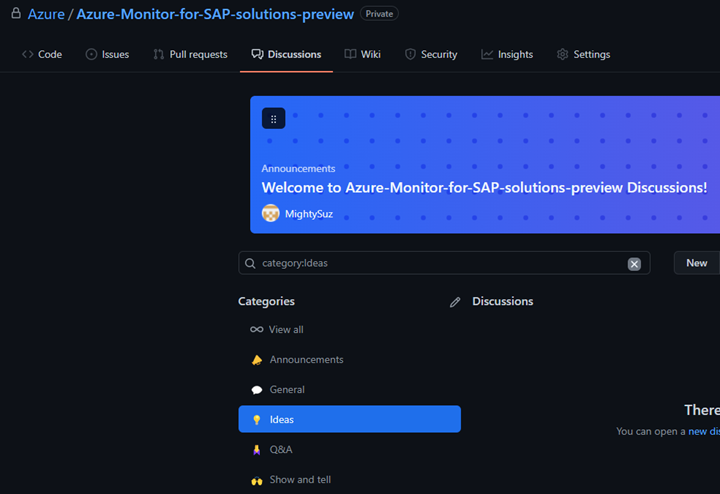 Azure / Azure-Monitor-for-SAP-solutions-preview Private
Code Issues Pull requests Discussions Wiki Security Insights Settings
Announcements
Welcome to Azure-Monitor-for-SAP-solutions-preview Discussions!
MightySuz
category:Ideas
New
Categories
Discussions
View all
Announcements
General
Ideas
Q&A
Show and tell
There
You can open a new dis